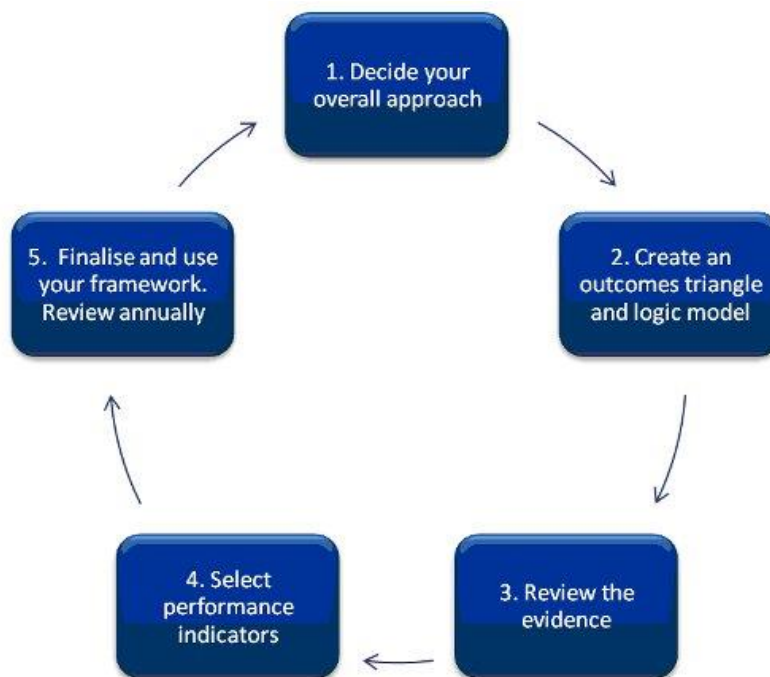 1. Decide your
overall approach
2. Create an
outcomes triangle
and logic model
3. Review the
evidence
4. Select
performance
indicators
5. Finalise and use
your framework.
Review annually